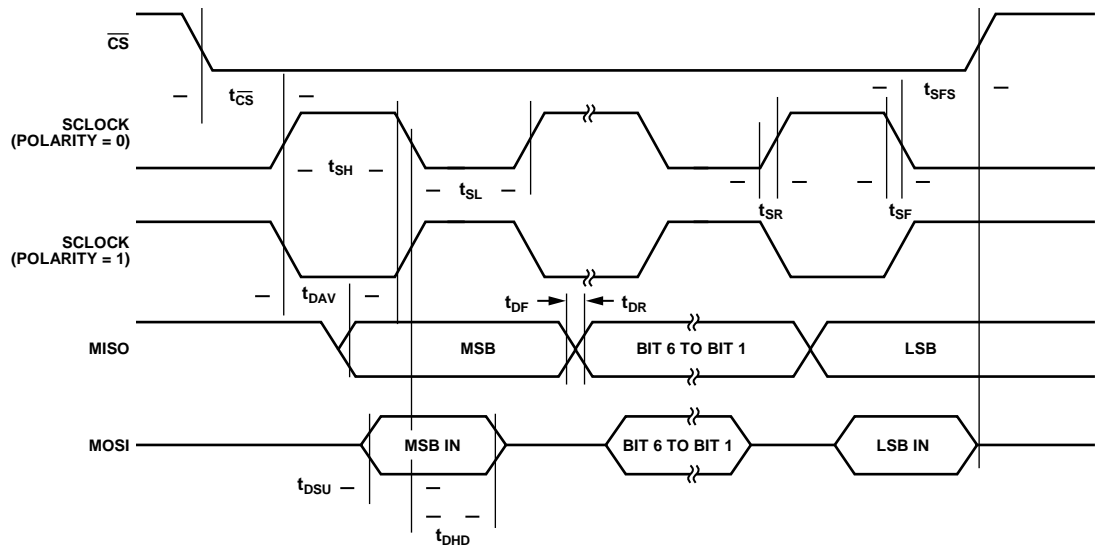 CS
tCS
tSFS
SCLOCK
(POLARITY = 0)
tSH
tSL
tSR
tSF
SCLOCK
(POLARITY = 1)
tDAV
tDF
tDR
MISO
MSB
BIT 6 TO BIT 1
LSB
MOSI
MSB IN
BIT 6 TO BIT 1
LSB IN
tDSU
tDHD